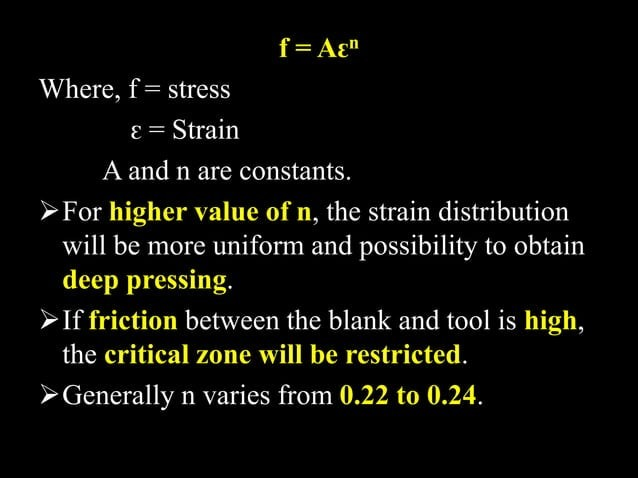 f = Aεⁿ
Where, f = stress
ε = Strain
A and n are constants.
➢For higher value of n, the strain distribution
will be more uniform and possibility to obtain
deep pressing.
➢If friction between the blank and tool is high,
the critical zone will be restricted.
➢Generally n varies from 0.22 to 0.24.